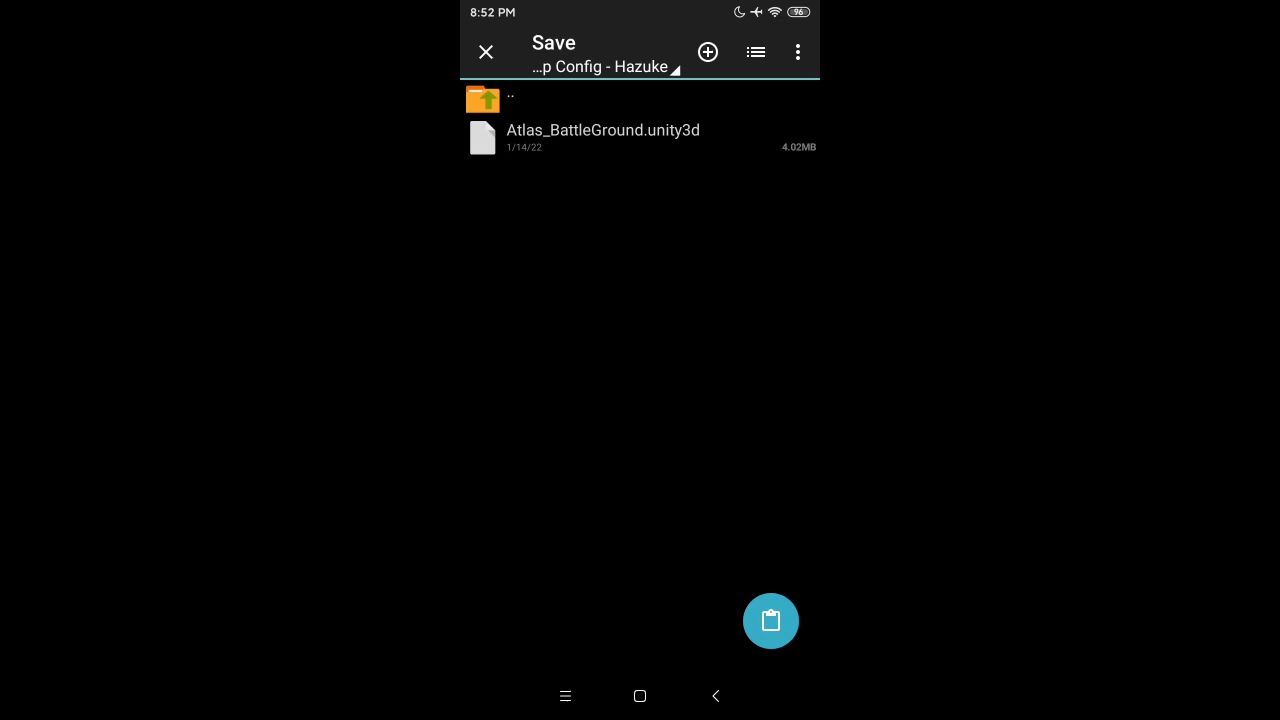 8:52 PM
96
Save
...p Config - Hazuke
..
Atlas_BattleGround.unity3d
1/14/22
4.02MB